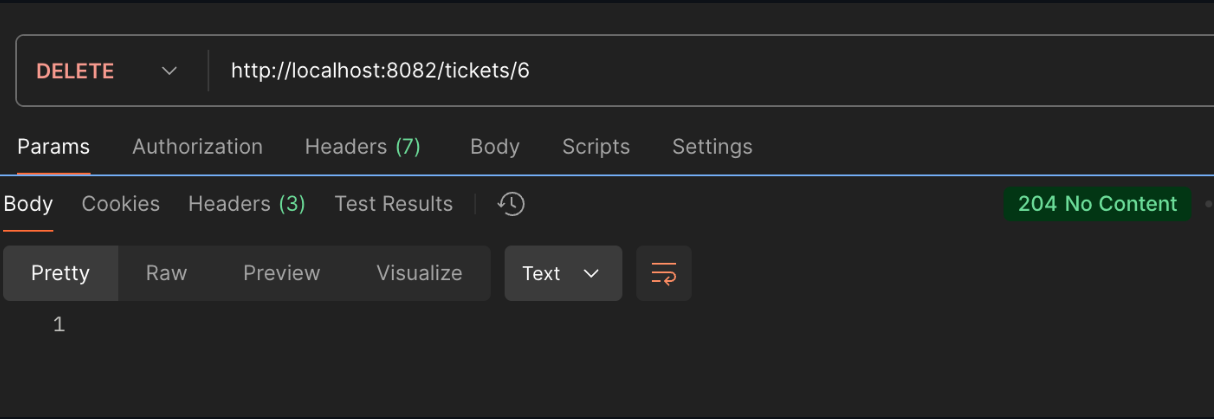 DELETE http://localhost:8082/tickets/6
Params Authorization Headers (7) Body Scripts Settings
Body Cookies Headers (3) Test Results 204 No Content
Pretty Raw Preview Visualize Text
1